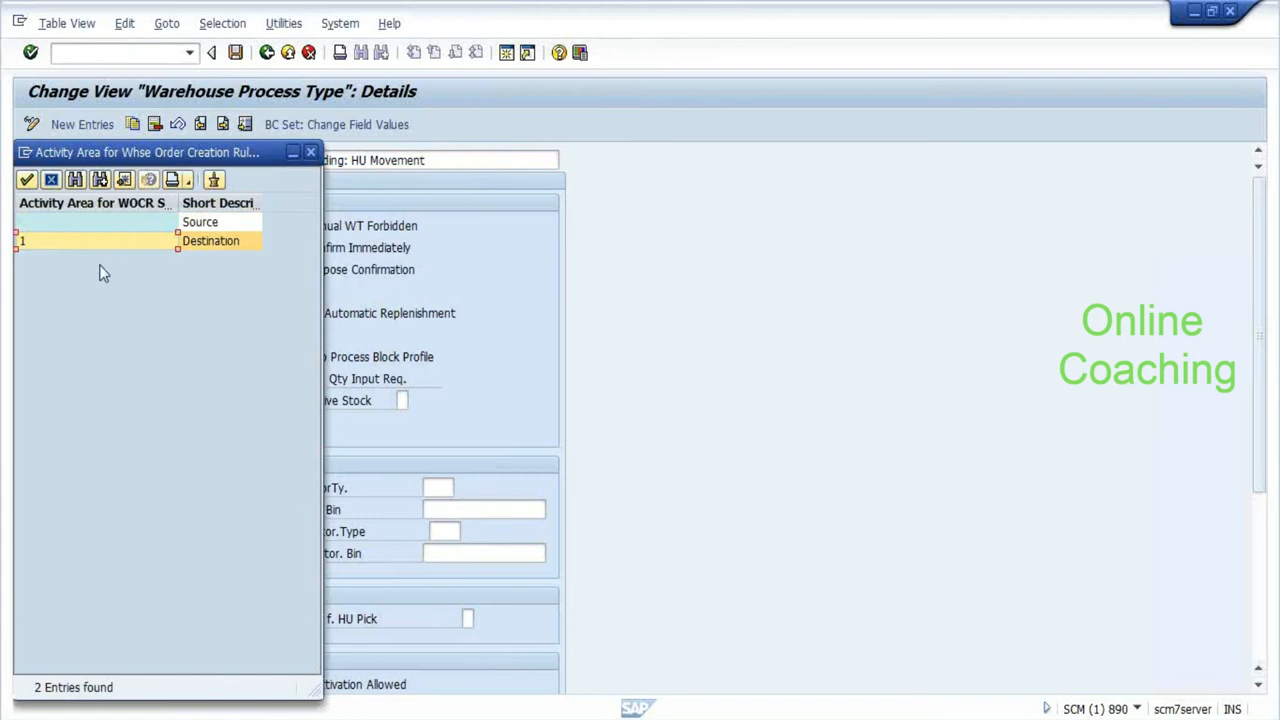 Table View Edit Goto Selection Utilities System Help
Change View "Warehouse Process Type": Details
New Entries BC Set: Change Field Values
Activity Area for Whse Order Creation Rul...
ding: HU Movement
Activity Area for WOCR S... Short Descri...
Source
1 Destination
nual WT Forbidden
firm Immediately
pose Confirmation
Automatic Replenishment
Process Block Profile
Qty Input Req.
ive Stock
Online
Coaching
orTy.
Bin
tor.Type
tor. Bin
f. HU Pick
tivation Allowed
2 Entries found
SAP
SCM (1) 890 scm7server INS